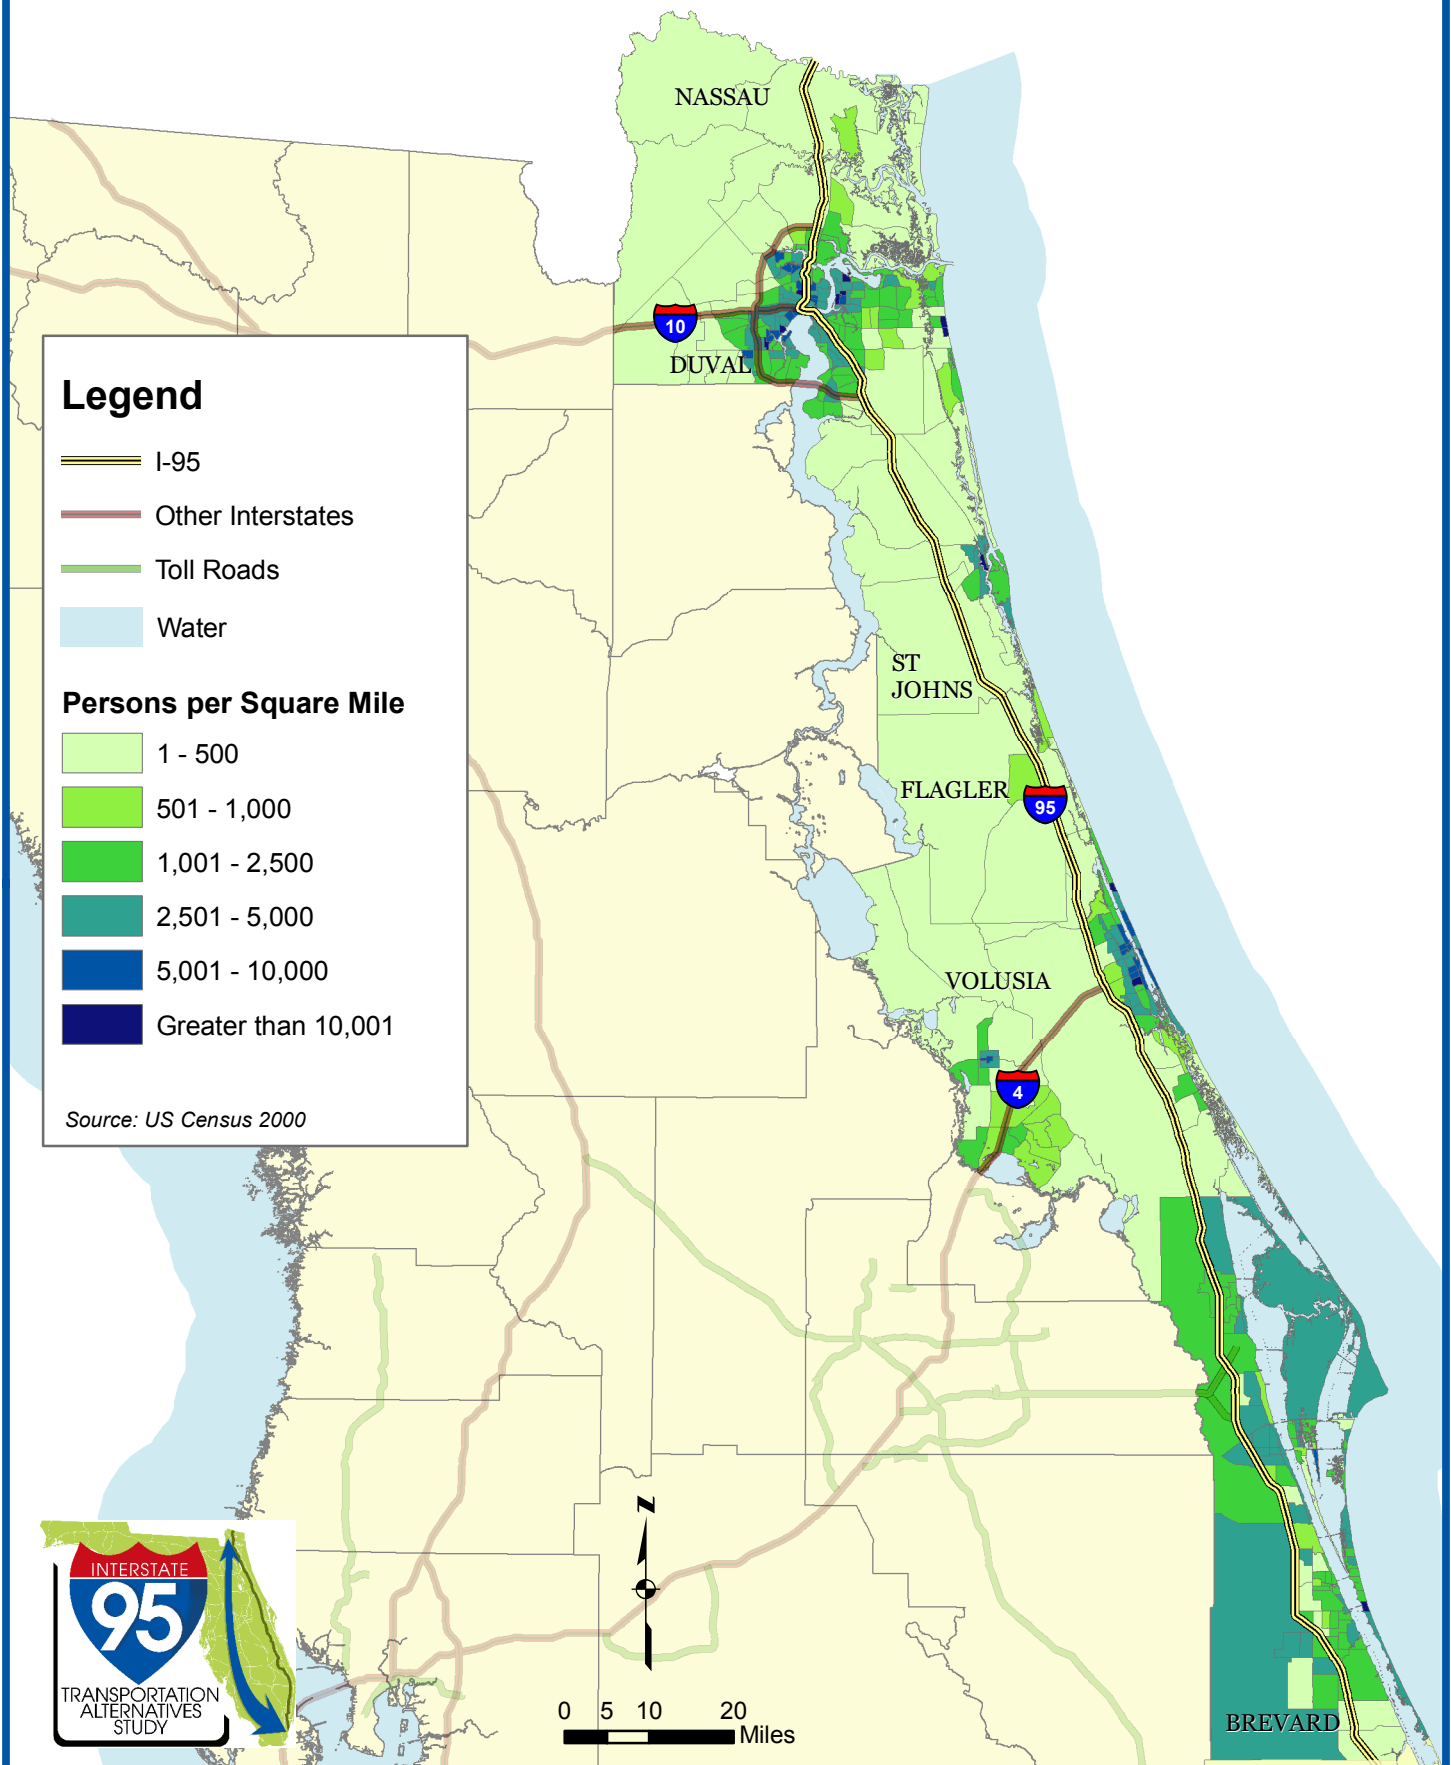 NASSAU
10
DUVAL
Legend
I-95
Other Interstates
Toll Roads
Water
Persons per Square Mile
1 - 500
501 - 1,000
1,001 - 2,500
2,501 - 5,000
5,001 - 10,000
Greater than 10,001
Source: US Census 2000
ST
JOHNS
FLAGLER
95
VOLUSIA
4
N
INTERSTATE
95
TRANSPORTATION
ALTERNATIVES
STUDY
0 5 10 20
Miles
BREVARD